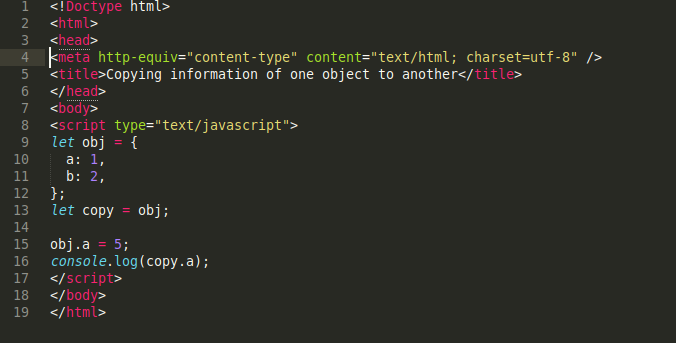 1 <!Doctype html>
2 <html>
3 <head>
4 <meta http-equiv="content-type" content="text/html; charset=utf-8" />
5 <title>Copying information of one object to another</title>
6 </head>
7 <body>
8 <script type="text/javascript">
9 let obj = {
10   a: 1,
11   b: 2,
12 };
13 let copy = obj;
14
15 obj.a = 5;
16 console.log(copy.a);
17 </script>
18 </body>
19 </html>